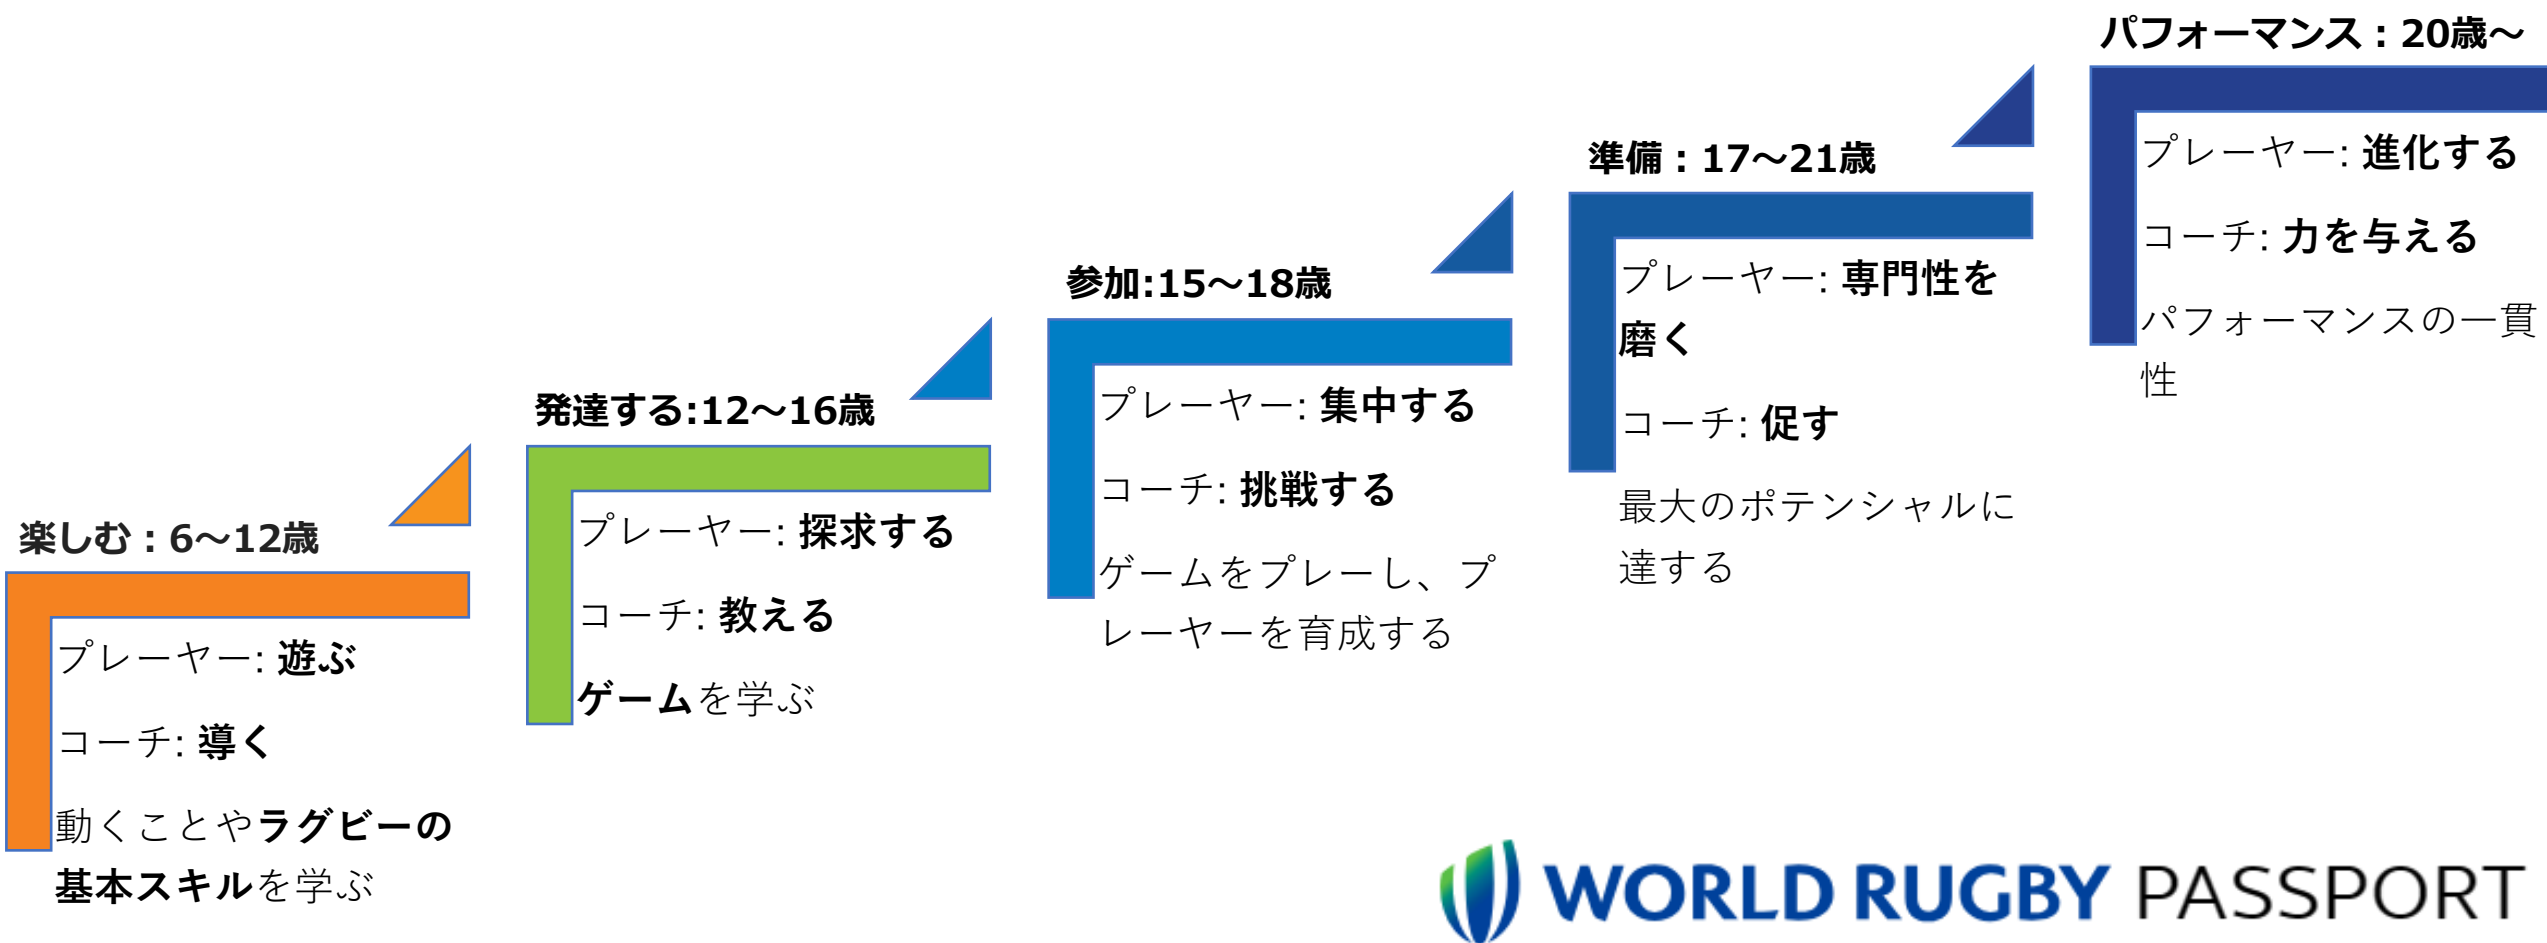 楽しむ：6～12歳
プレーヤー: 遊ぶ
コーチ: 導く
動くことやラグビーの
基本スキルを学ぶ
発達する:12～16歳
プレーヤー: 探求する
コーチ: 教える
ゲームを学ぶ
参加:15～18歳
プレーヤー: 集中する
コーチ: 挑戦する
ゲームをプレーし、プ
レーヤーを育成する
準備：17～21歳
プレーヤー: 専門性を
磨く
コーチ: 促す
最大のポテンシャルに
達する
パフォーマンス：20歳～
プレーヤー: 進化する
コーチ: 力を与える
パフォーマンスの一貫
性
WORLD RUGBY PASSPORT